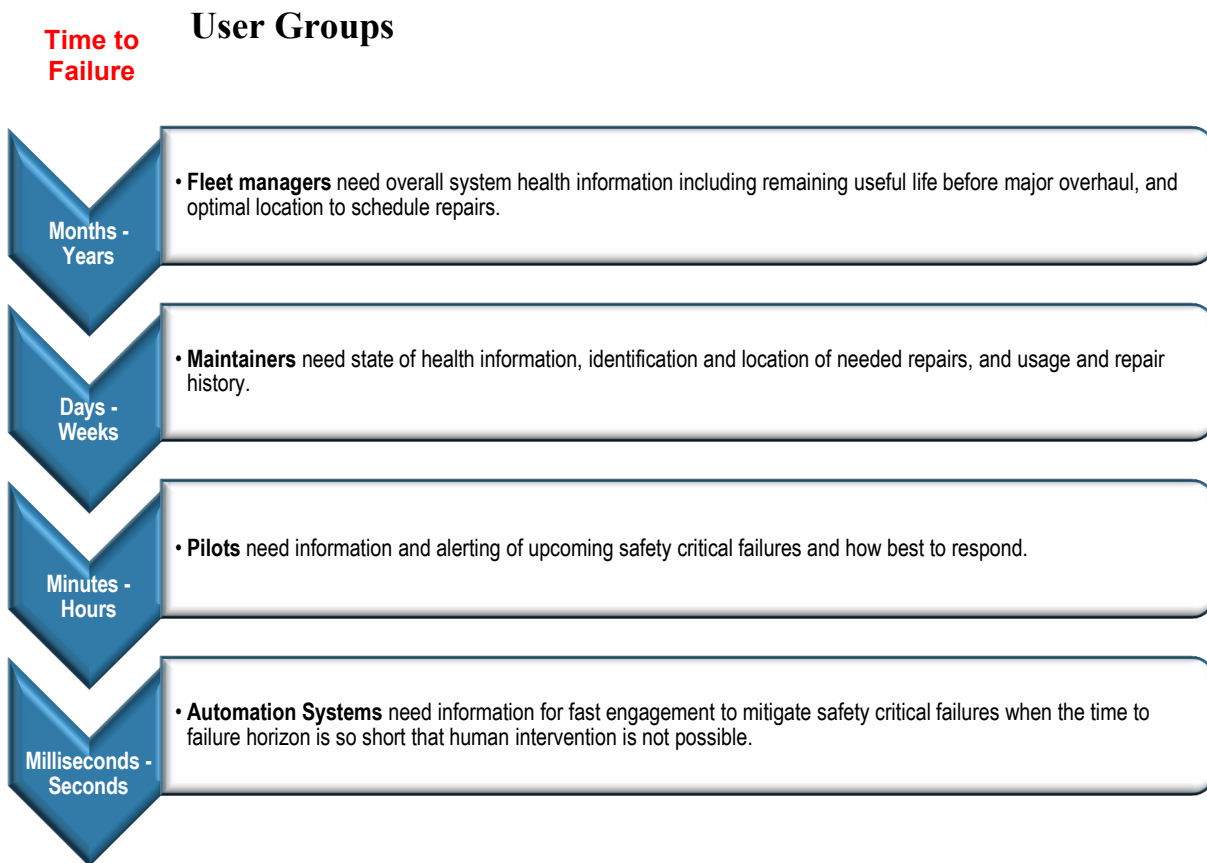 Time to
Failure
User Groups
Months -
Years
• Fleet managers need overall system health information including remaining useful life before major overhaul, and
optimal location to schedule repairs.
Days -
Weeks
• Maintainers need state of health information, identification and location of needed repairs, and usage and repair
history.
Minutes -
Hours
• Pilots need information and alerting of upcoming safety critical failures and how best to respond.
Milliseconds -
Seconds
• Automation Systems need information for fast engagement to mitigate safety critical failures when the time to
failure horizon is so short that human intervention is not possible.